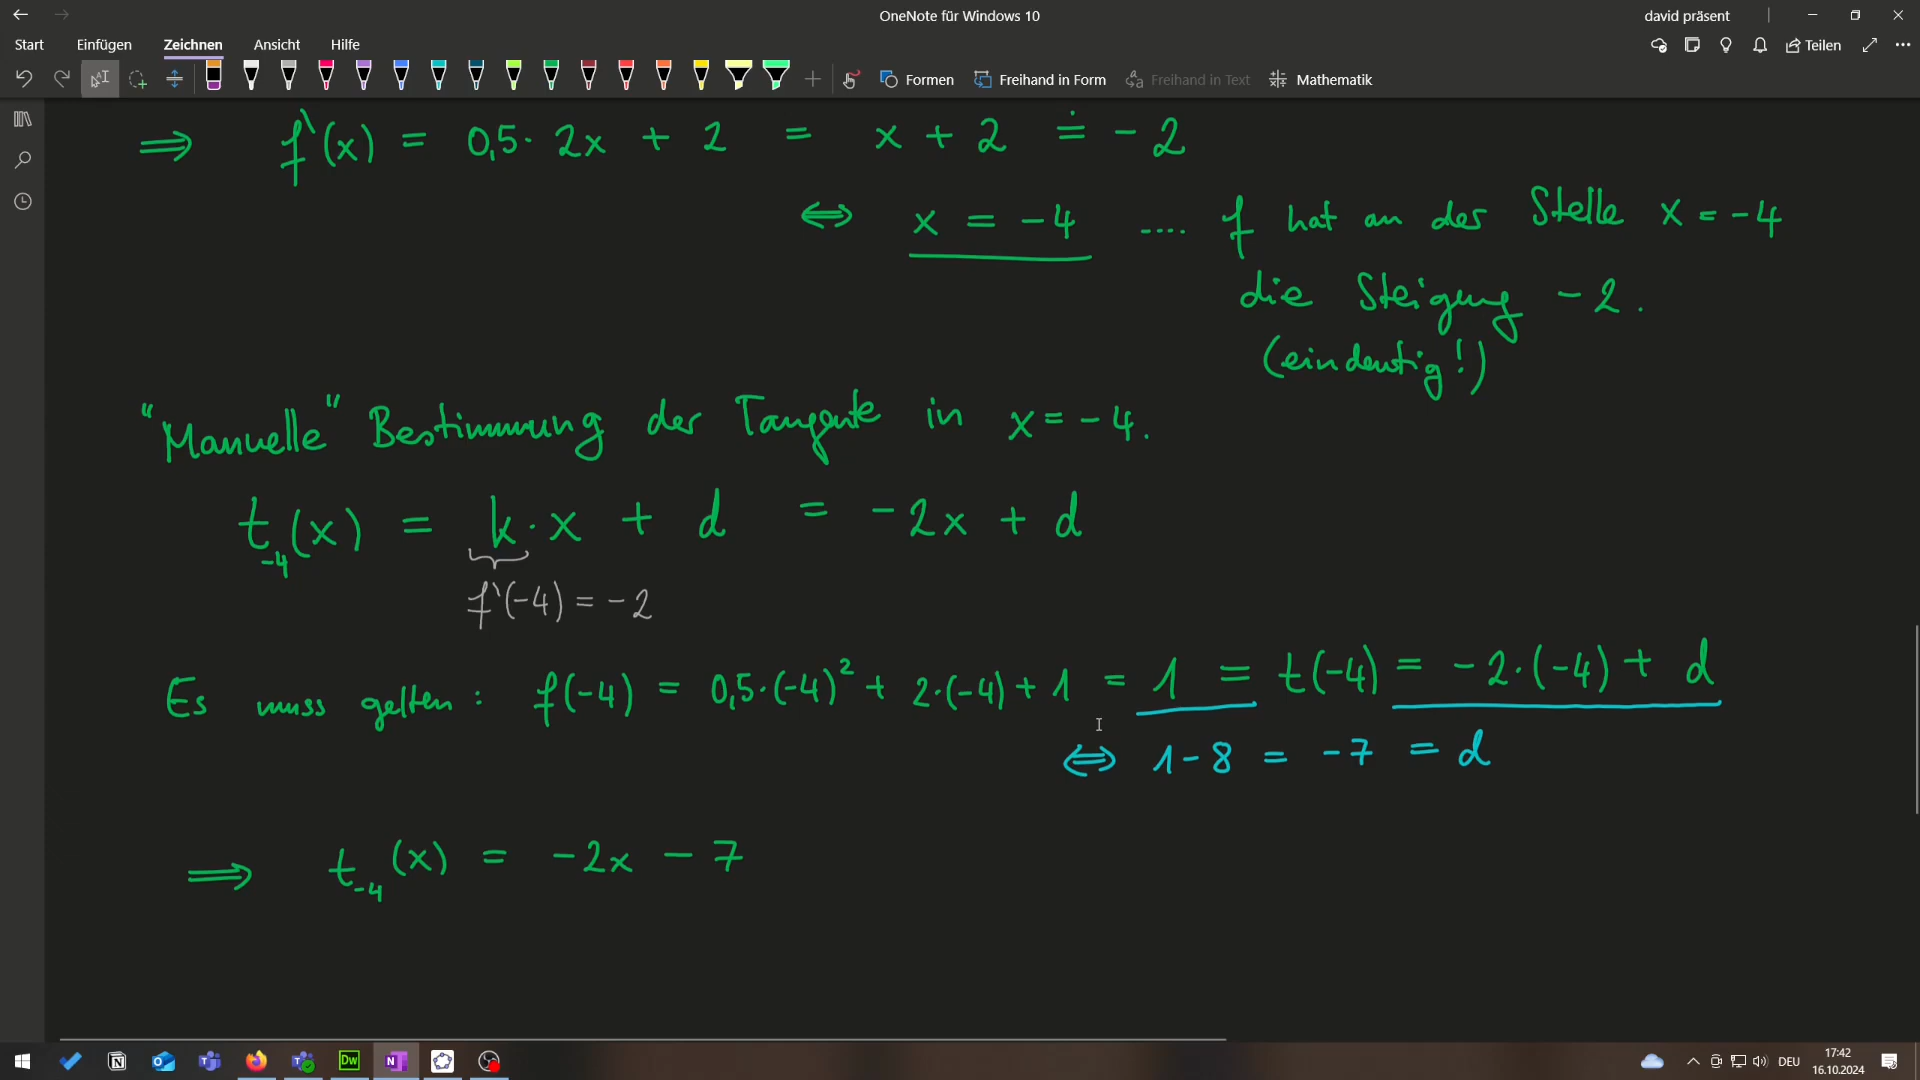 OneNote für Windows 10
david präsent
Start Einfügen Zeichnen Ansicht Hilfe
Teilen
Formen Freihand in Form Freihand in Text Mathematik
⟹ f'(x) = 0,5 · 2x + 2 = x + 2 ≐ -2
⟺ x = -4 .... f hat an der Stelle x = -4
die Steigung -2.
(eindeutig!)
"Manuelle" Bestimmung der Tangente in x = -4.
t₋₄(x) = k · x + d = -2x + d
f'(-4) = -2
Es muss gelten: f(-4) = 0,5·(-4)² + 2·(-4) + 1 = 1 = t(-4) = -2·(-4) + d
⟺ 1 - 8 = -7 = d
⟹ t₋₄(x) = -2x - 7
DEU
17:42
16.10.2024